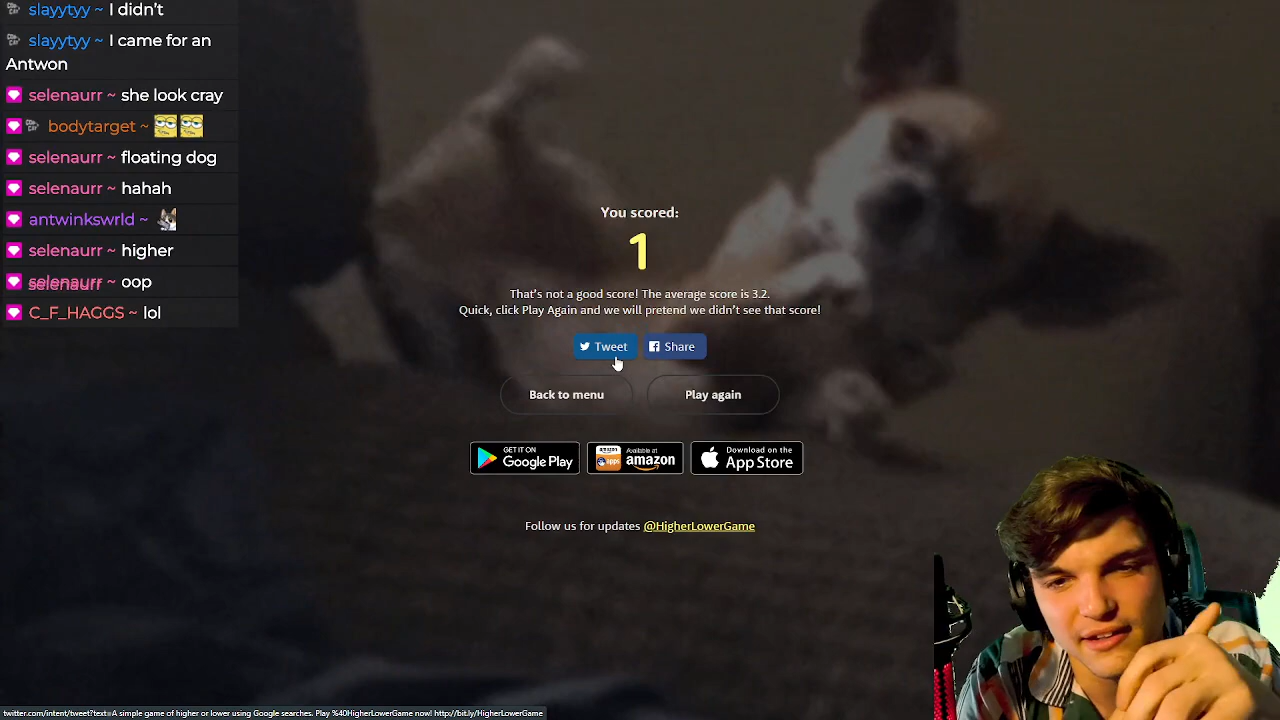 slayytyy ~ I didn't
slayytyy ~ I came for an
Antwon
selenaurr ~ she look cray
bodytarget ~
selenaurr ~ floating dog
selenaurr ~ hahah
antwinkswrld ~
selenaurr ~ higher
selenaurr ~ oop
selenaurr
C_F_HAGGS ~ lol
You scored:
1
That's not a good score! The average score is 3.2.
Quick, click Play Again and we will pretend we didn't see that score!
Tweet
Share
Back to menu
Play again
GET IT ON
Google Play
Available at
amazon
apps
Download on the
App Store
Follow us for updates @HigherLowerGame
twitter.com/intent/tweet?text=A simple game of higher or lower using Google searches. Play %40HigherLowerGame now! http://bit.ly/HigherLowerGame